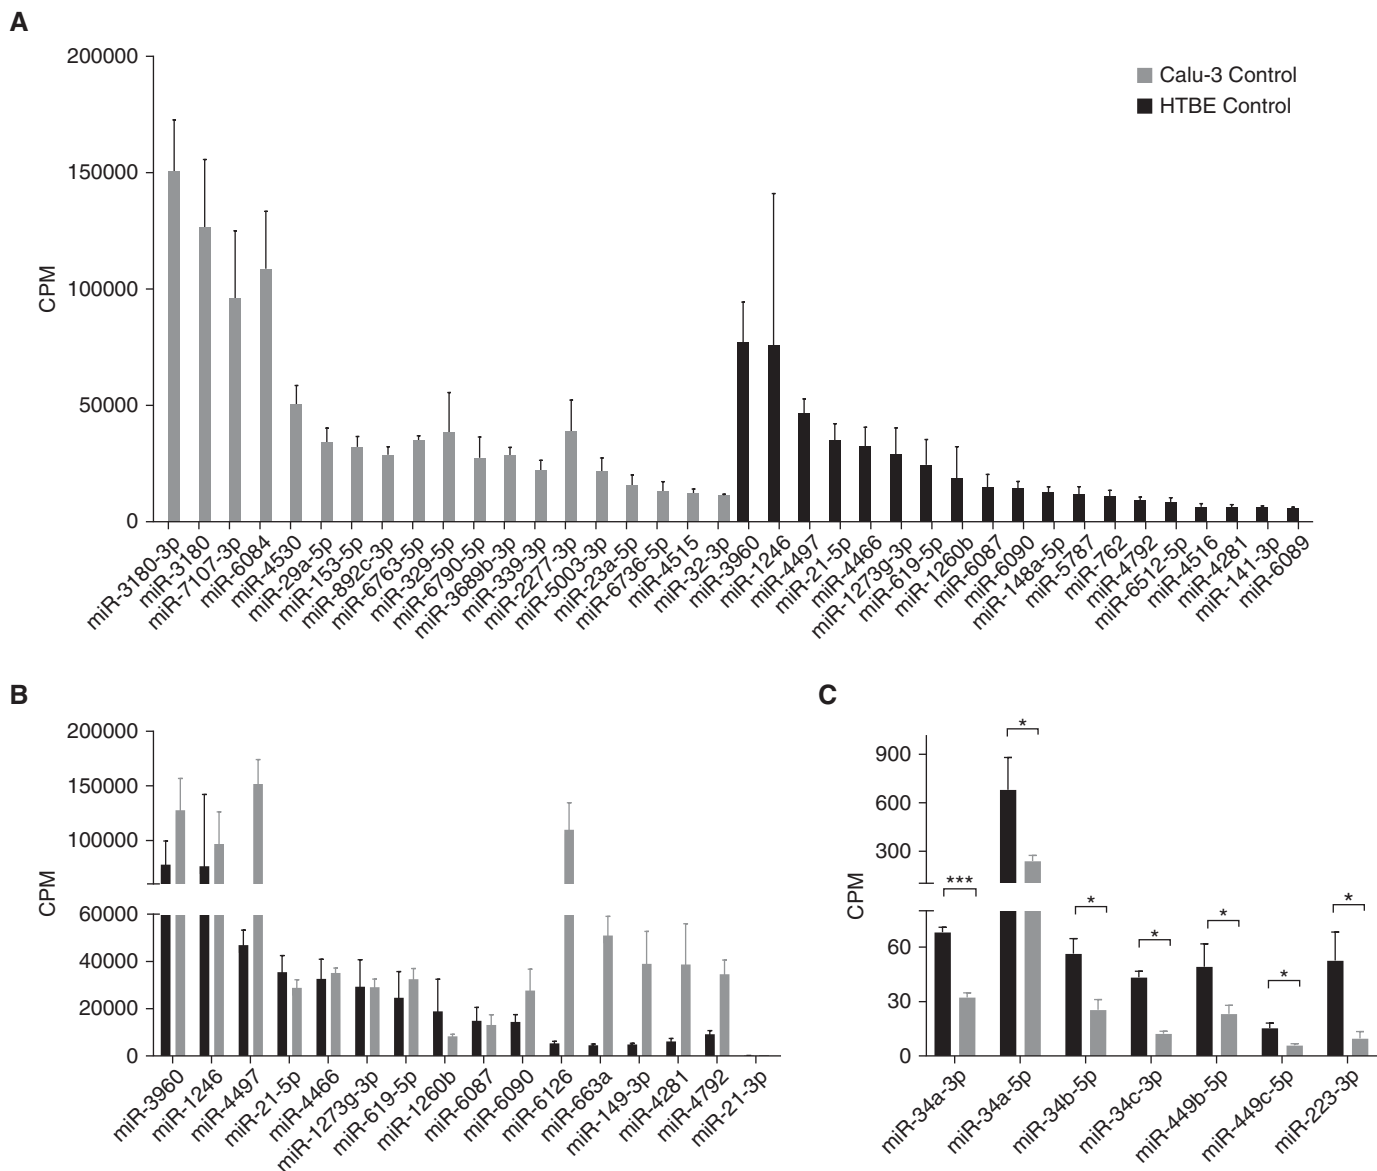 A
200000
150000
100000
50000
0
CPM
Calu-3 Control
HTBE Control
miR-3180-3p
miR-3180
miR-7107-3p
miR-6084
miR-4530
miR-29a-5p
miR-153-5p
miR-892c-3p
miR-6763-5p
miR-329-5p
miR-6790-5p
miR-3689b-3p
miR-339-3p
miR-2277-3p
miR-5003-3p
miR-23a-5p
miR-6736-5p
miR-4515
miR-32-3p
miR-3960
miR-1246
miR-4497
miR-21-5p
miR-4466
miR-1273g-3p
miR-619-5p
miR-1260b
miR-6087
miR-6090
miR-148a-5p
miR-5787
miR-762
miR-4792
miR-6512-5p
miR-4516
miR-4281
miR-141-3p
miR-6089
B
200000
150000
100000
60000
40000
20000
0
CPM
miR-3960
miR-1246
miR-4497
miR-21-5p
miR-4466
miR-1273g-3p
miR-619-5p
miR-1260b
miR-6087
miR-6090
miR-6126
miR-663a
miR-149-3p
miR-4281
miR-4792
miR-21-3p
C
900
600
300
60
30
0
CPM
***
*
*
*
*
*
*
miR-34a-3p
miR-34a-5p
miR-34b-5p
miR-34c-3p
miR-449b-5p
miR-449c-5p
miR-223-3p